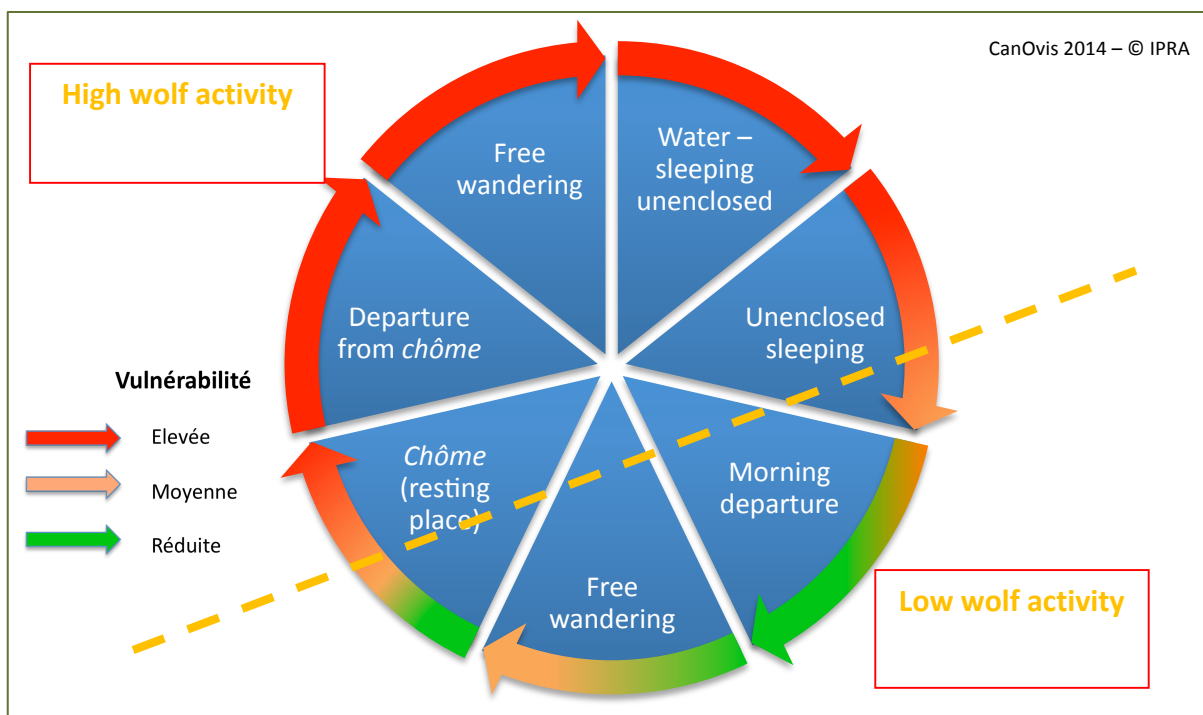 CanOvis 2014 – © IPRA
High wolf activity
Free
wandering
Water –
sleeping
unenclosed
Departure
from chôme
Unenclosed
sleeping
Vulnérabilité
Elevée
Moyenne
Réduite
Chôme
(resting
place)
Morning
departure
Free
wandering
Low wolf activity